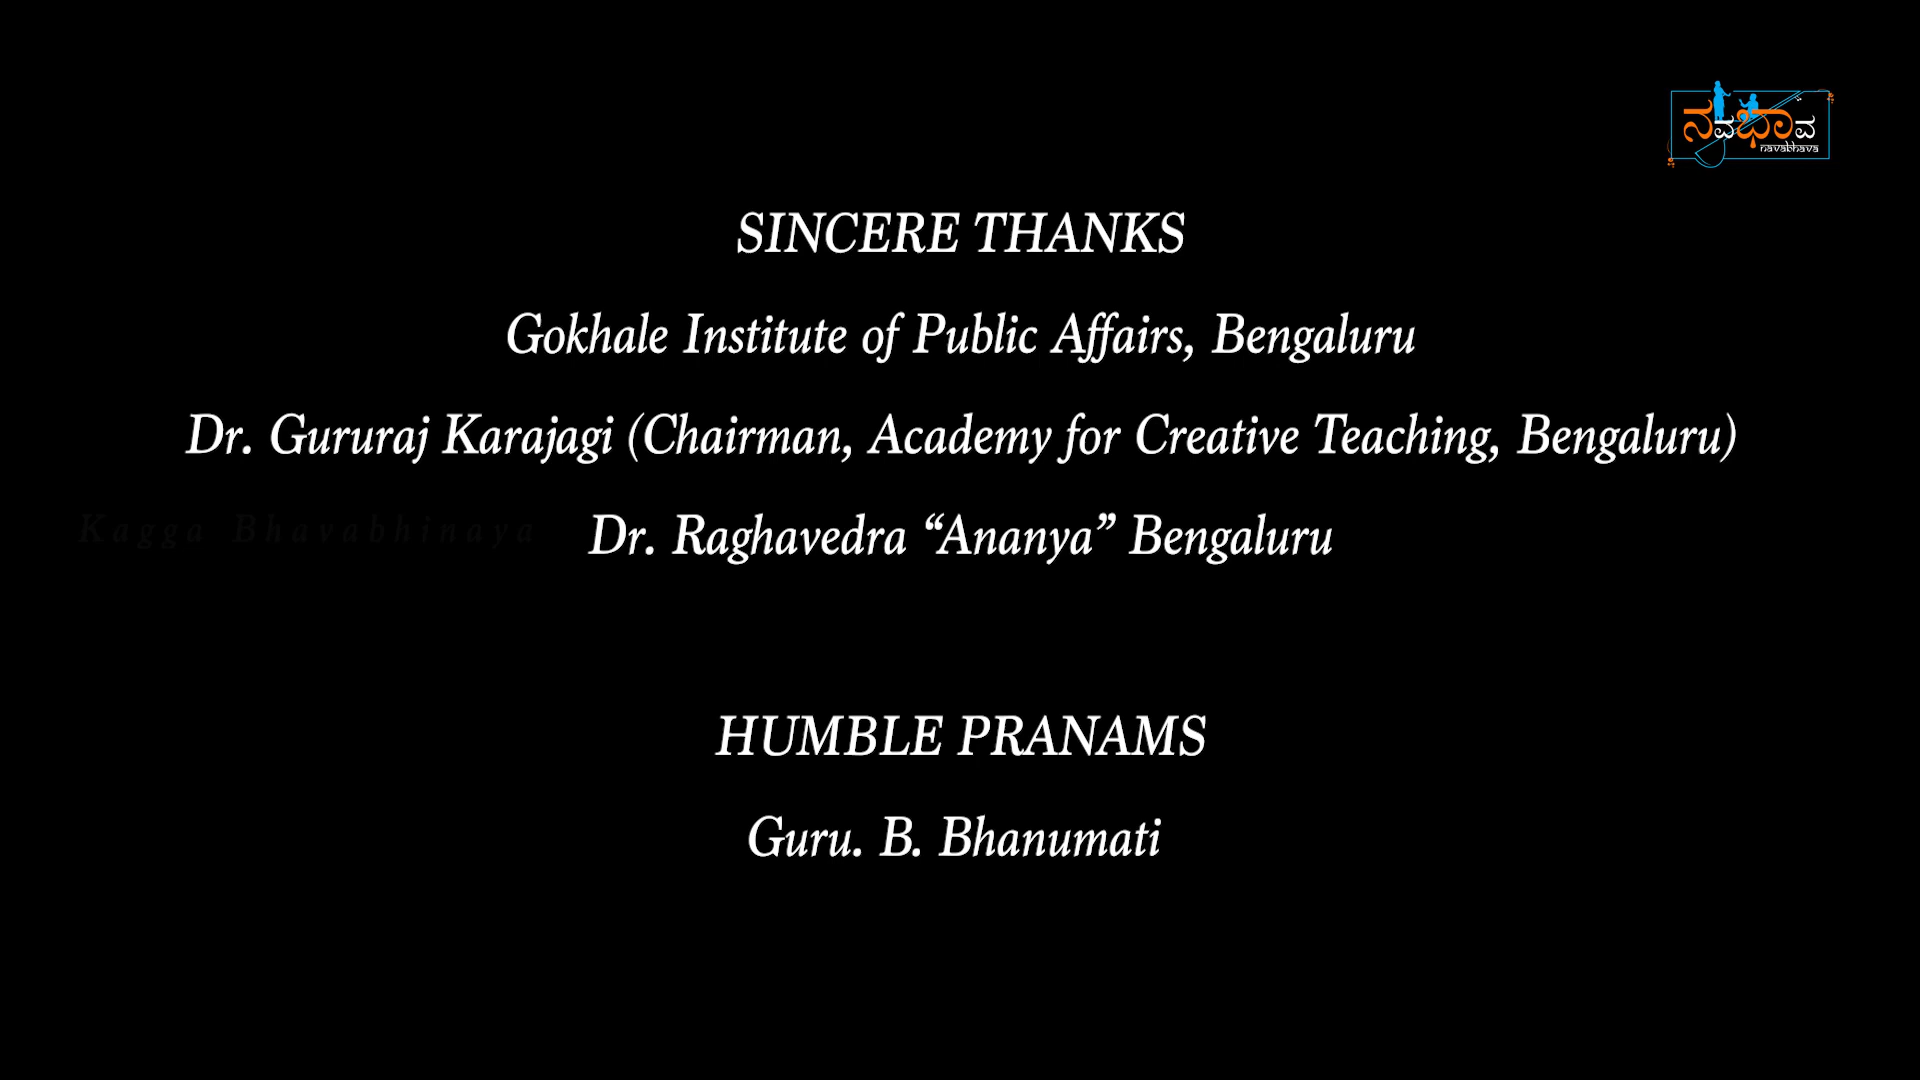 ನವಭಾವ
navabhava
SINCERE THANKS
Gokhale Institute of Public Affairs, Bengaluru
Dr. Gururaj Karajagi (Chairman, Academy for Creative Teaching, Bengaluru)
Kagga Bhavabhinaya
Dr. Raghavedra “Ananya” Bengaluru
HUMBLE PRANAMS
Guru. B. Bhanumati